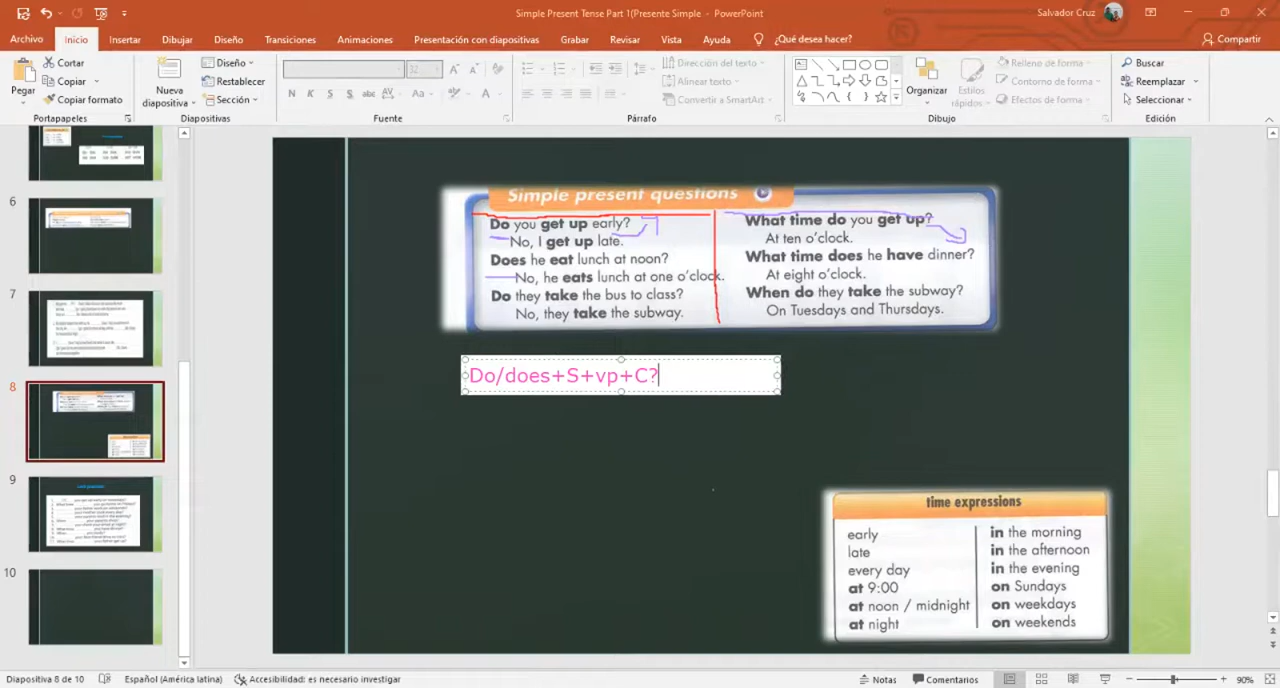 Simple Present Tense Part 1(Presente Simple - PowerPoint
Salvador Cruz
Archivo Inicio Insertar Dibujar Diseño Transiciones Animaciones Presentación con diapositivas Grabar Revisar Vista Ayuda ¿Qué desea hacer? Compartir
Pegar
Cortar
Copiar
Copiar formato
Portapapeles
Nueva
diapositiva
Diseño
Restablecer
Sección
Diapositivas
N K S S abc AV Aa A
Fuente
Dirección del texto
Alinear texto
Convertir a SmartArt
Párrafo
Organizar
Estilos
rápidos
Relleno de forma
Contorno de forma
Efectos de forma
Dibujo
Buscar
Reemplazar
Seleccionar
Edición
6
7
8
9
10
Simple present questions
Do you get up early?
No, I get up late.
Does he eat lunch at noon?
No, he eats lunch at one o'clock.
Do they take the bus to class?
No, they take the subway.
What time do you get up?
At ten o'clock.
What time does he have dinner?
At eight o'clock.
When do they take the subway?
On Tuesdays and Thursdays.
Do/does+S+vp+C?
time expressions
early
late
every day
at 9:00
at noon / midnight
at night
in the morning
in the afternoon
in the evening
on Sundays
on weekdays
on weekends
Diapositiva 8 de 10 Español (América latina) Accesibilidad: es necesario investigar Notas Comentarios 90%